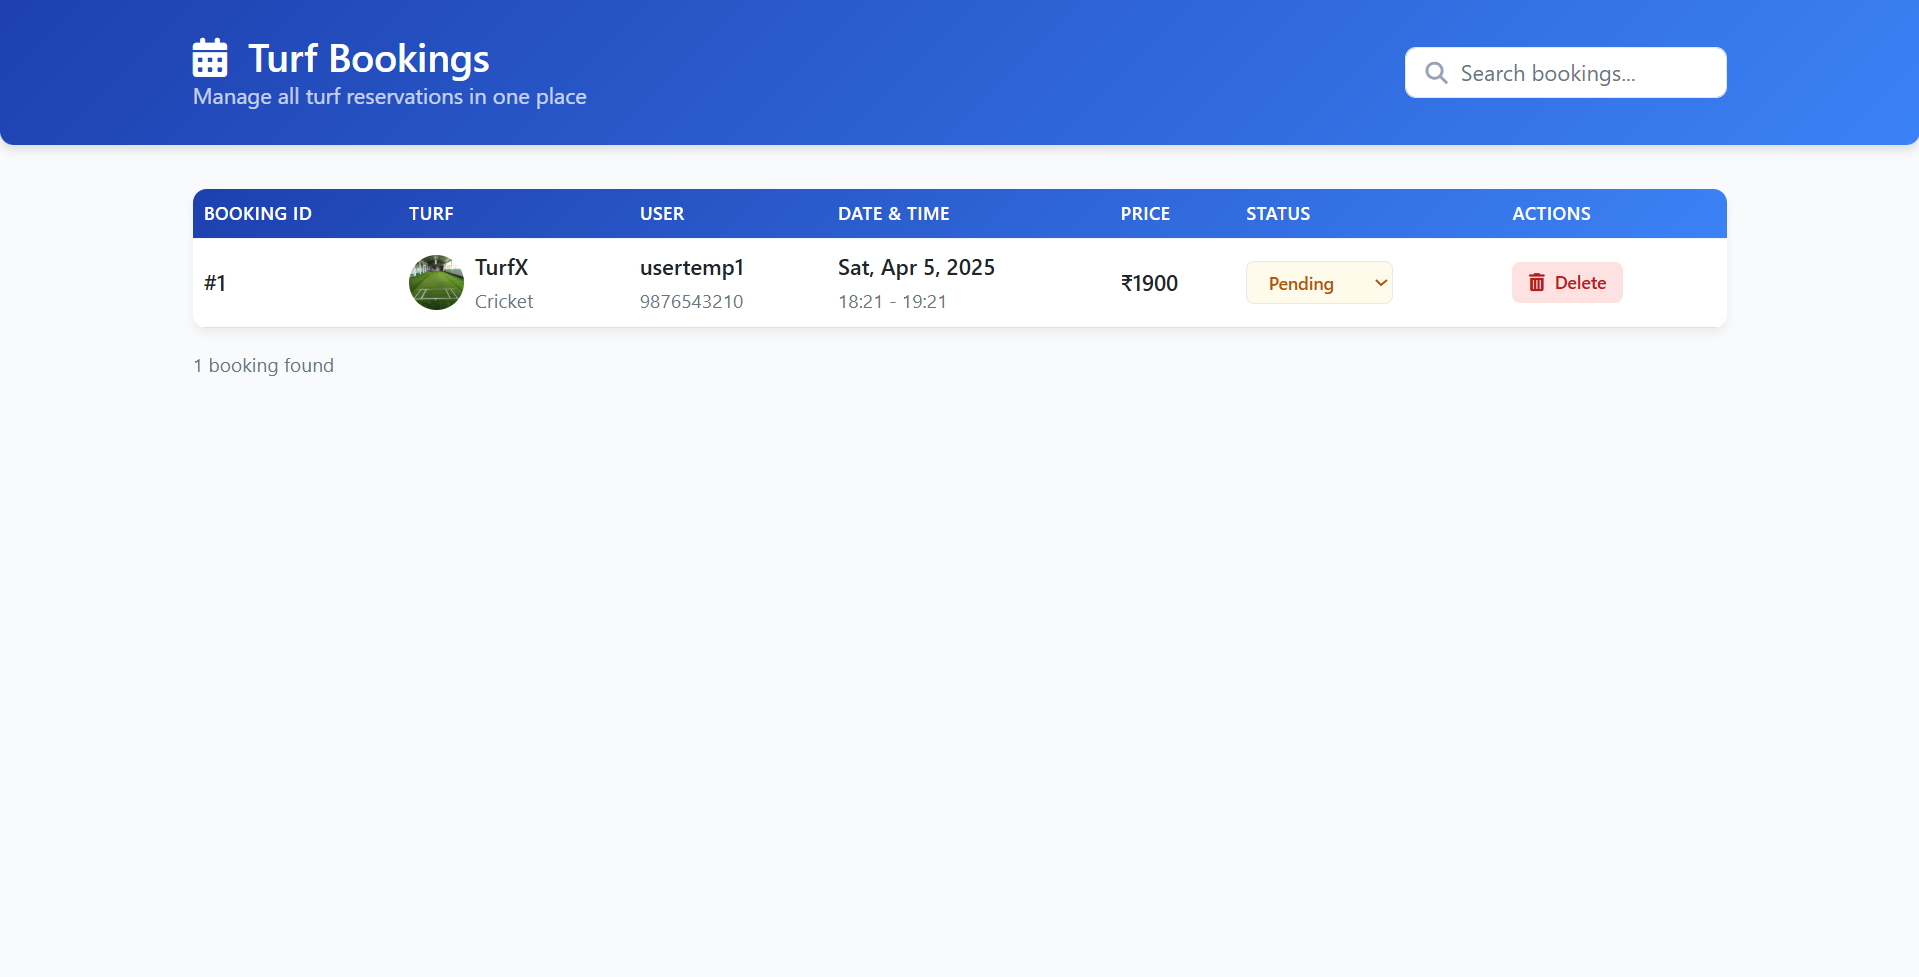 Turf Bookings
Manage all turf reservations in one place
Search bookings...
BOOKING ID TURF USER DATE & TIME PRICE STATUS ACTIONS
#1 TurfX usertemp1 Sat, Apr 5, 2025 ₹1900 Pending Delete
Cricket 9876543210 18:21 - 19:21
1 booking found